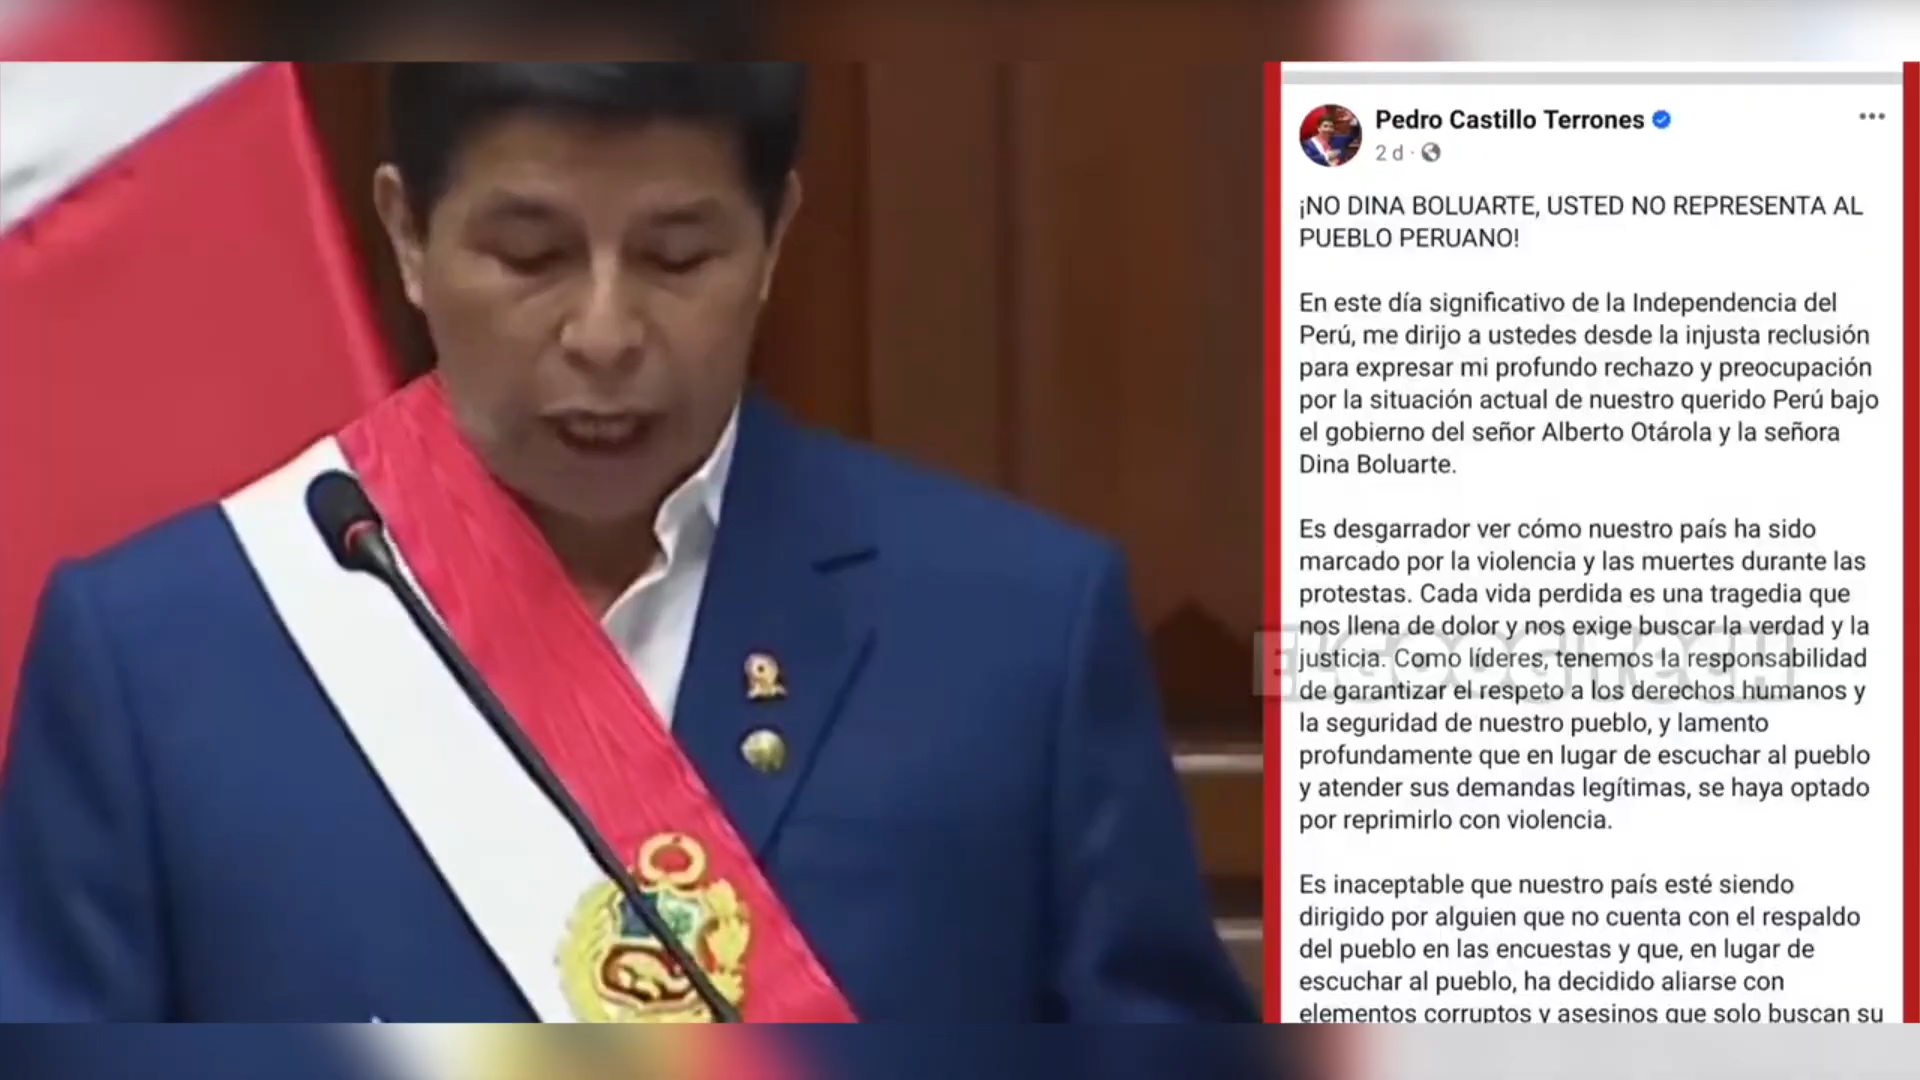 Pedro Castillo Terrones
2 d ·
¡NO DINA BOLUARTE, USTED NO REPRESENTA AL
PUEBLO PERUANO!
En este día significativo de la Independencia del
Perú, me dirijo a ustedes desde la injusta reclusión
para expresar mi profundo rechazo y preocupación
por la situación actual de nuestro querido Perú bajo
el gobierno del señor Alberto Otárola y la señora
Dina Boluarte.
Es desgarrador ver cómo nuestro país ha sido
marcado por la violencia y las muertes durante las
protestas. Cada vida perdida es una tragedia que
nos llena de dolor y nos exige buscar la verdad y la
justicia. Como líderes, tenemos la responsabilidad
de garantizar el respeto a los derechos humanos y
la seguridad de nuestro pueblo, y lamento
profundamente que en lugar de escuchar al pueblo
y atender sus demandas legítimas, se haya optado
por reprimirlo con violencia.
Es inaceptable que nuestro país esté siendo
dirigido por alguien que no cuenta con el respaldo
del pueblo en las encuestas y que, en lugar de
escuchar al pueblo, ha decidido aliarse con
elementos corruptos y asesinos que solo buscan su